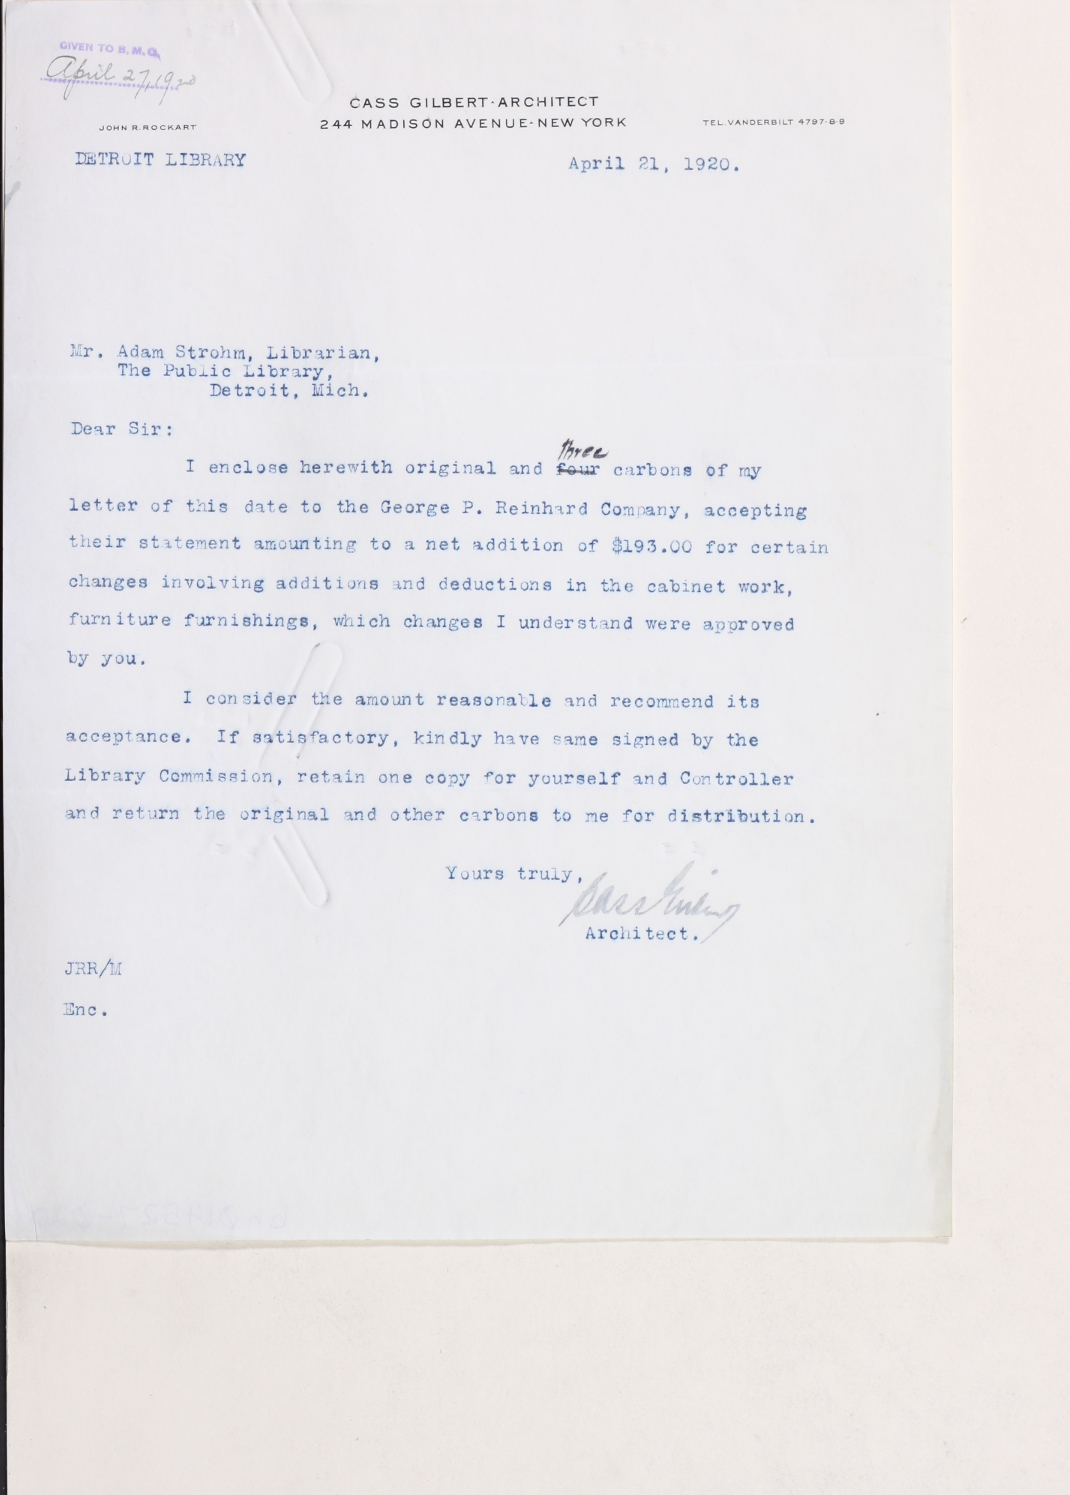 GIVEN TO B. M. O.
April 27, 1920
CASS GILBERT·ARCHITECT
244 MADISON AVENUE·NEW YORK
JOHN R. ROCKART
TEL. VANDERBILT 4797-8-9
DETROIT LIBRARY
April 21, 1920.
Mr. Adam Strohm, Librarian,
The Public Library,
Detroit, Mich.
Dear Sir:
three
I enclose herewith original and four carbons of my
letter of this date to the George P. Reinhard Company, accepting
their statement amounting to a net addition of $193.00 for certain
changes involving additions and deductions in the cabinet work,
furniture furnishings, which changes I understand were approved
by you.
I consider the amount reasonable and recommend its
acceptance. If satisfactory, kindly have same signed by the
Library Commission, retain one copy for yourself and Controller
and return the original and other carbons to me for distribution.
Yours truly,
Cass Gilbert
Architect.
JRR/M
Enc.